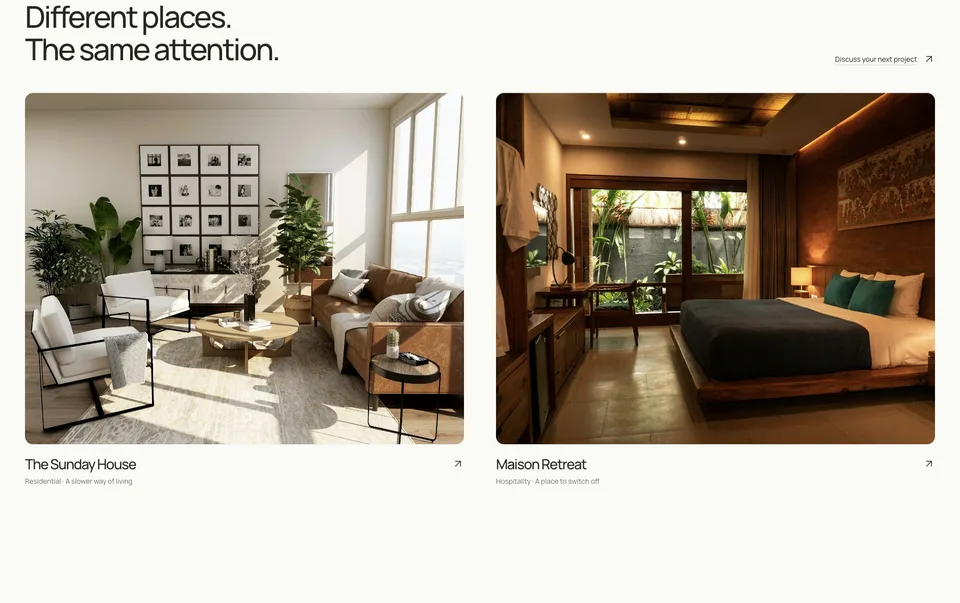 Different places.
The same attention.
Discuss your next project
The Sunday House
Residential · A slower way of living
Maison Retreat
Hospitality · A place to switch off